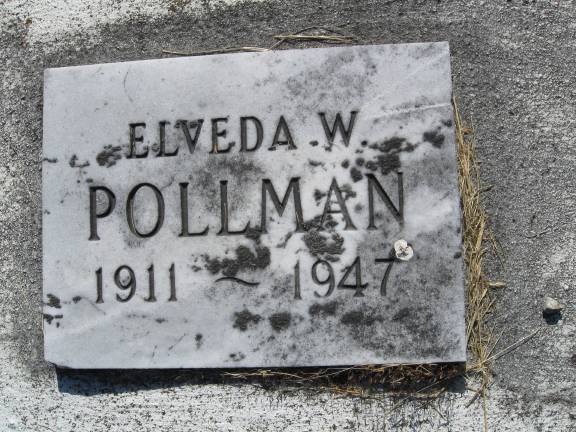 ELVEDA W.
POLLMAN
1911 ~ 1947